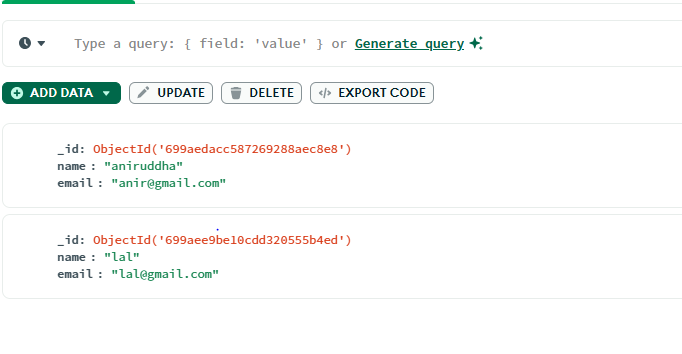 Type a query: { field: 'value' } or Generate query
ADD DATA UPDATE DELETE EXPORT CODE
_id: ObjectId('699aedacc587269288aec8e8')
name : "aniruddha"
email : "anir@gmail.com"
_id: ObjectId('699aee9be10cdd320555b4ed')
name : "lal"
email : "lal@gmail.com"